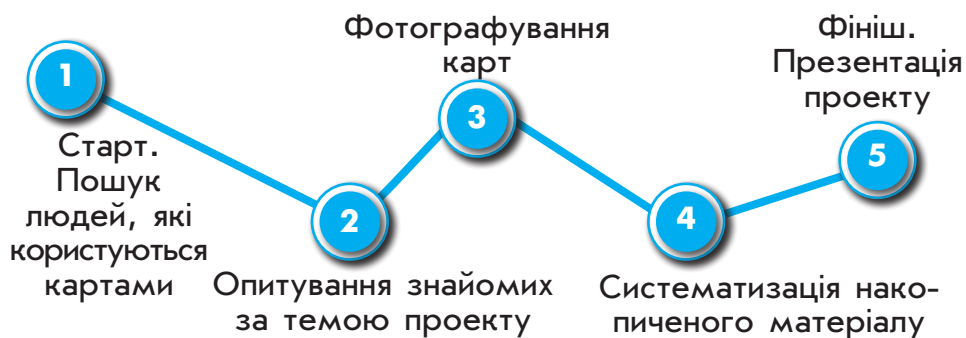 1
Старт.
Пошук
людей, які
користуються
картами
2
Опитування знайомих
за темою проекту
Фотографування
карт
3
4
Систематизація нако-
пиченого матеріалу
Фініш.
Презентація
проекту
5